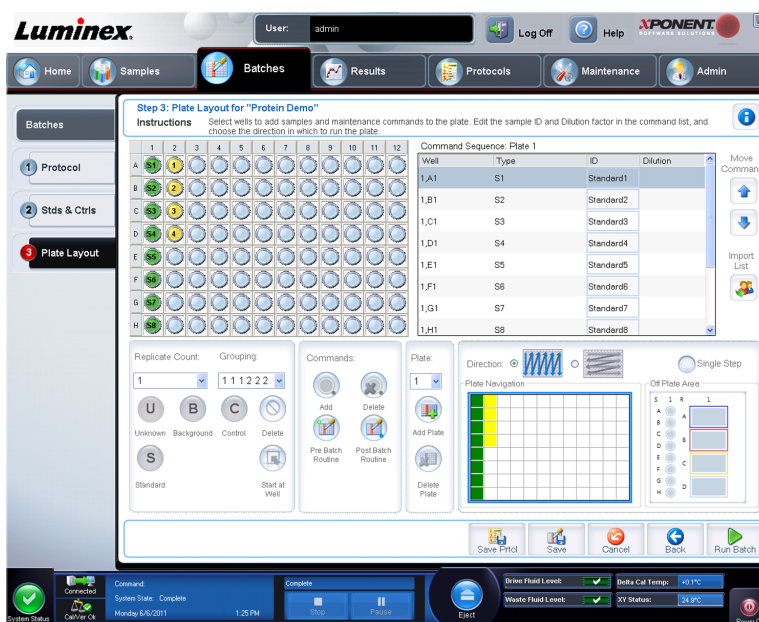 Luminex.
User: admin
Log Off
Help
XPONENT.
SOFTWARE SOLUTIONS
Home
Samples
Batches
Results
Protocols
Maintenance
Admin
Batches
1 Protocol
2 Stds & Ctrls
3 Plate Layout
Step 3: Plate Layout for "Protein Demo"
Instructions Select wells to add samples and maintenance commands to the plate. Edit the sample ID and Dilution factor in the command list, and
choose the direction in which to run the plate.
1 2 3 4 5 6 7 8 9 10 11 12
A S1 1
B S2 2
C S3 3
D S4 4
E S5
F S6
G S7
H S8
Command Sequence: Plate 1
Well Type ID Dilution
1,A1 S1 Standard1
1,B1 S2 Standard2
1,C1 S3 Standard3
1,D1 S4 Standard4
1,E1 S5 Standard5
1,F1 S6 Standard6
1,G1 S7 Standard7
1,H1 S8 Standard8
Move
Comman
Import
List
Replicate Count: Grouping:
1 1 1 1 2 2 2
U B C
Unknown Background Control Delete
S
Standard Start at
Well
Commands:
Add Delete
Pre Batch
Routine
Post Batch
Routine
Plate:
1
Add Plate
Delete
Plate
Direction:
Single Step
Plate Navigation
Off Plate Area
S 1 R 1
A
B
C
D
E
F
G
H
A
B
C
D
Save Prtcl
Save
Cancel
Back
Run Batch
System Status
Connected
Cal/Ver Ok
Command:
System State: Complete
Monday 6/6/2011 1:25 PM
Complete
Stop
Pause
Eject
Drive Fluid Level:
Waste Fluid Level:
Delta Cal Temp: +0.1°C
XY Status: 24.9°C